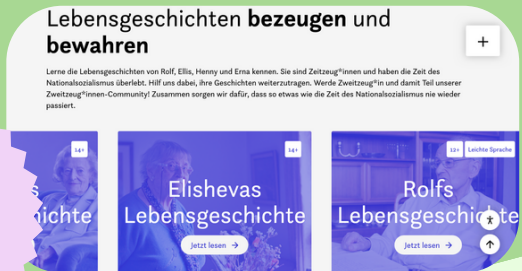 Lebensgeschichten bezeugen und
bewahren
Lerne die Lebensgeschichten von Rolf, Ellis, Henny und Erna kennen. Sie sind Zeitzeug*innen und haben die Zeit des
Nationalsozialismus überlebt. Hilf uns dabei, ihre Geschichten weiterzutragen. Werde Zweitzeug*in und damit Teil unserer
Zweitzeug*innen-Community! Zusammen sorgen wir dafür, dass so etwas wie die Zeit des Nationalsozialismus nie wieder
passiert.
14+
14+
12+ Leichte Sprache
s
ichte
Elishevas
Lebensgeschichte
Jetzt lesen
Rolfs
Lebensgeschichte
Jetzt lesen